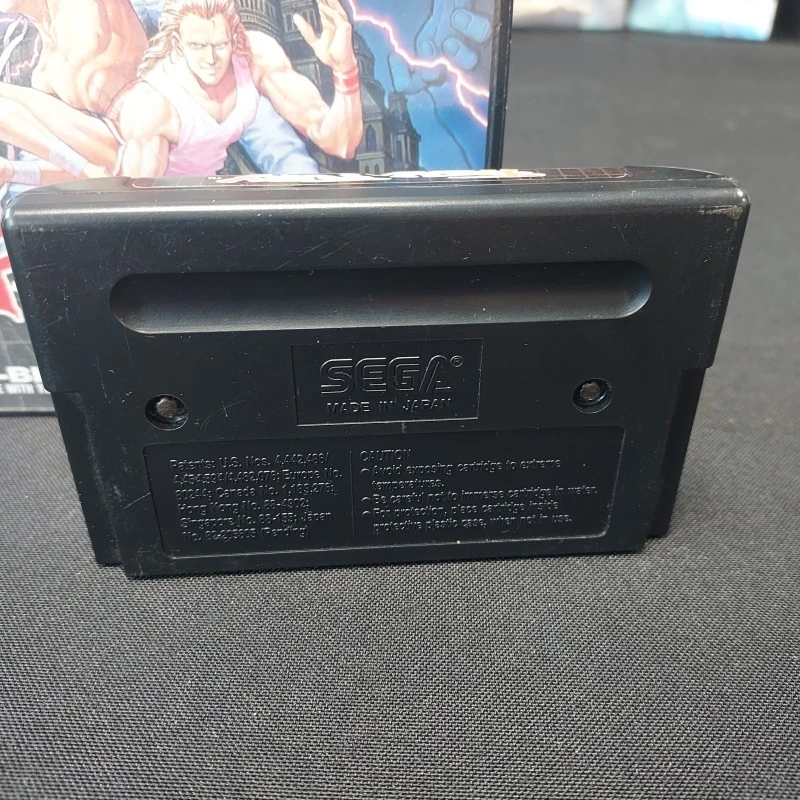 SEGA®
MADE IN JAPAN
Patents: U.S. Nos. 4,442,486/
4,454,594/4,462,076; Europe No.
80244; Canada No. 1,183,276;
Hong Kong No. 88-4302;
Singapore No. 88-155; Japan
No. 82-205605 (Pending)
CAUTION
• Avoid exposing cartridge to extreme
temperatures.
• Be careful not to immerse cartridge in water.
• For protection, place cartridge inside
protective plastic case, when not in use.